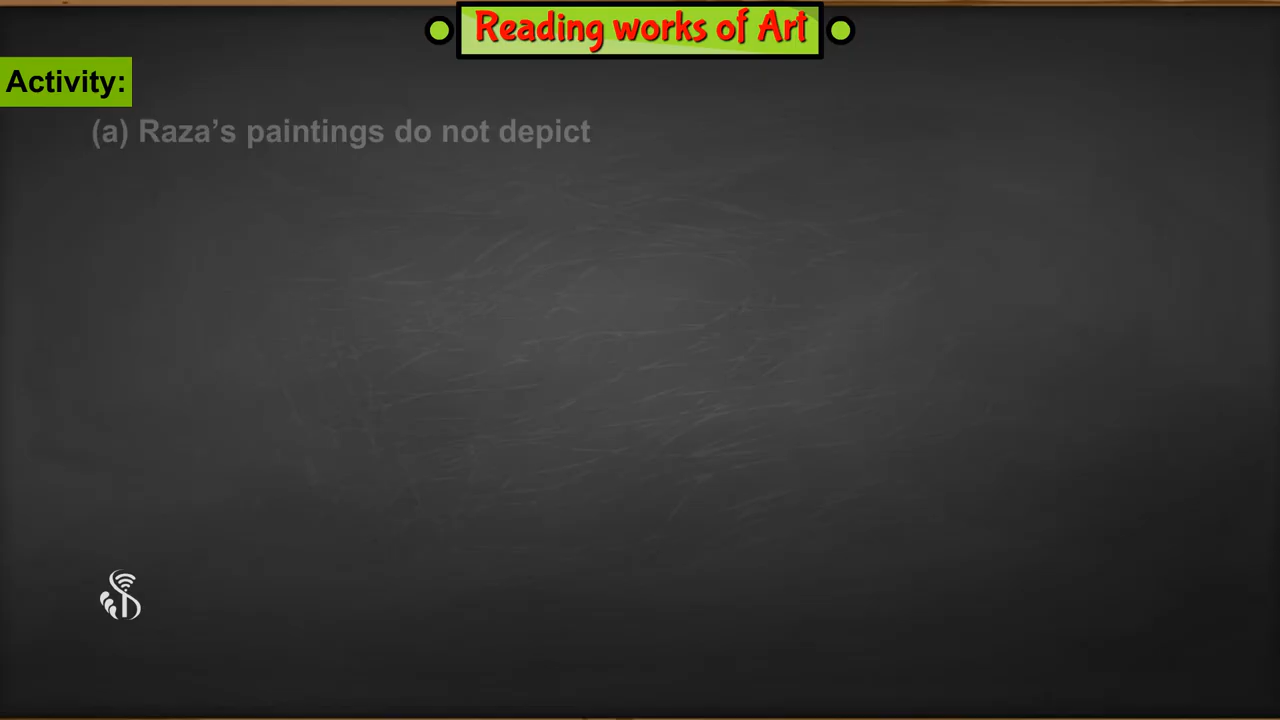 Reading works of Art
Activity:
(a) Raza’s paintings do not depict